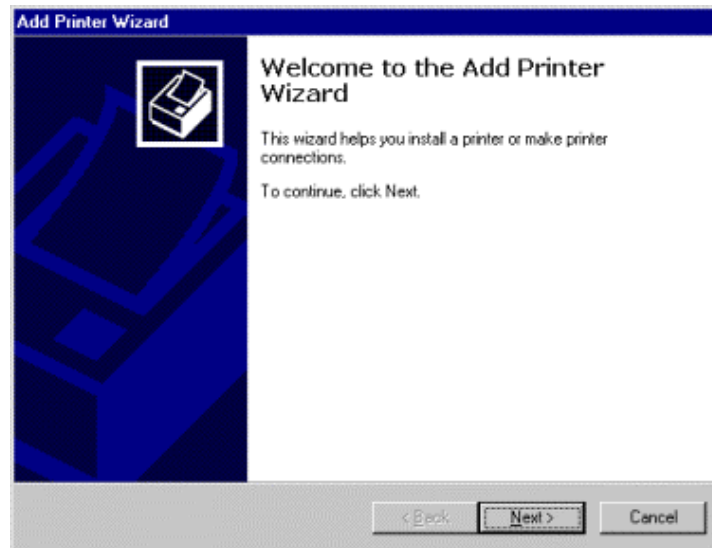 Add Printer Wizard
Welcome to the Add Printer
Wizard
This wizard helps you install a printer or make printer
connections.
To continue, click Next.
< Back
Next >
Cancel